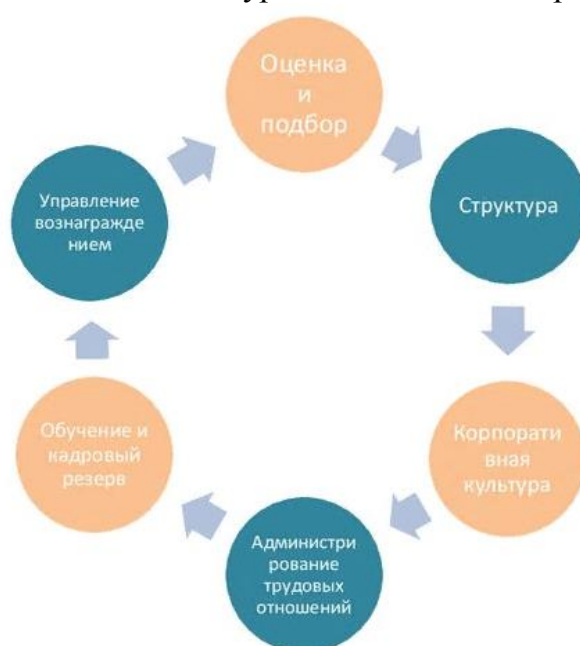 Оценка
и
подбор
Структура
Корпорати
вная
культура
Администри
рование
трудовых
отношений
Обучение и
кадровый
резерв
Управление
вознагражде
нием